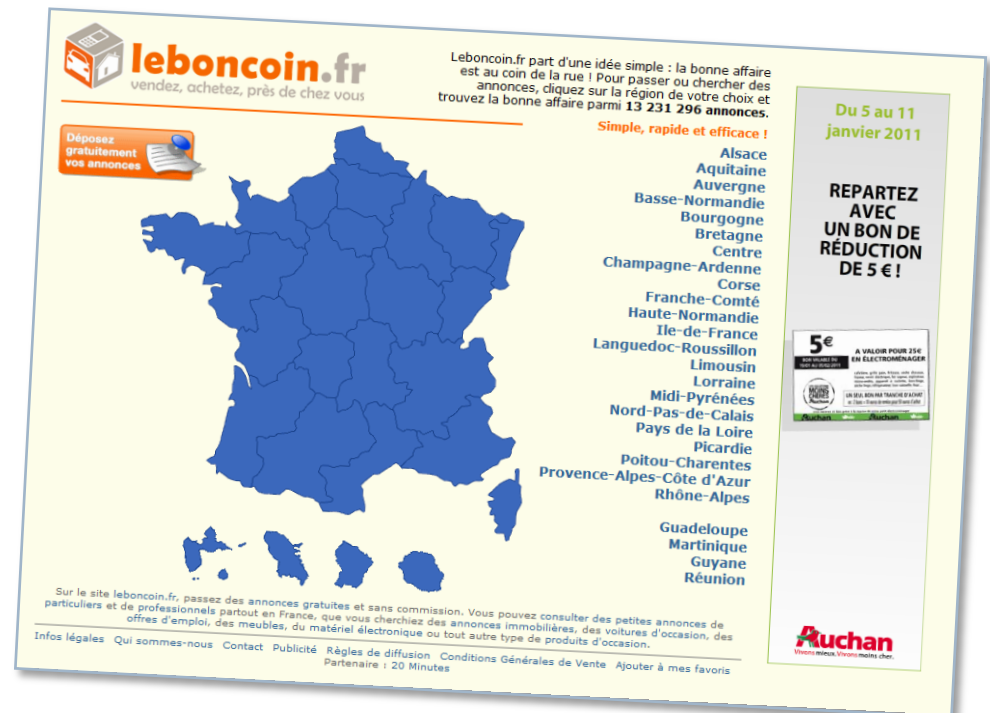 leboncoin.fr
vendez, achetez, près de chez vous
Leboncoin.fr part d'une idée simple : la bonne affaire
est au coin de la rue ! Pour passer ou chercher des
annonces, cliquez sur la région de votre choix et
trouvez la bonne affaire parmi 13 231 296 annonces.
Simple, rapide et efficace !
Déposez
gratuitement
vos annonces
Alsace
Aquitaine
Auvergne
Basse-Normandie
Bourgogne
Bretagne
Centre
Champagne-Ardenne
Corse
Franche-Comté
Haute-Normandie
Ile-de-France
Languedoc-Roussillon
Limousin
Lorraine
Midi-Pyrénées
Nord-Pas-de-Calais
Pays de la Loire
Picardie
Poitou-Charentes
Provence-Alpes-Côte d'Azur
Rhône-Alpes
Guadeloupe
Martinique
Guyane
Réunion
Du 5 au 11
janvier 2011
REPARTEZ
AVEC
UN BON DE
RÉDUCTION
DE 5 € !
5€
A VALOIR POUR 25€
EN ÉLECTROMÉNAGER
UN SEUL BON PAR TRANCHE D'ACHAT
Auchan
Auchan
Auchan
Vivons mieux. Vivons moins cher.
Sur le site leboncoin.fr, passez des annonces gratuites et sans commission. Vous pouvez consulter des petites annonces de
particuliers et de professionnels partout en France, que vous cherchiez des annonces immobilières, des voitures d'occasion, des
offres d'emploi, des meubles, du matériel électronique ou tout autre type de produits d'occasion.
Infos légales Qui sommes-nous Contact Publicité Règles de diffusion Conditions Générales de Vente Ajouter à mes favoris
Partenaire : 20 Minutes